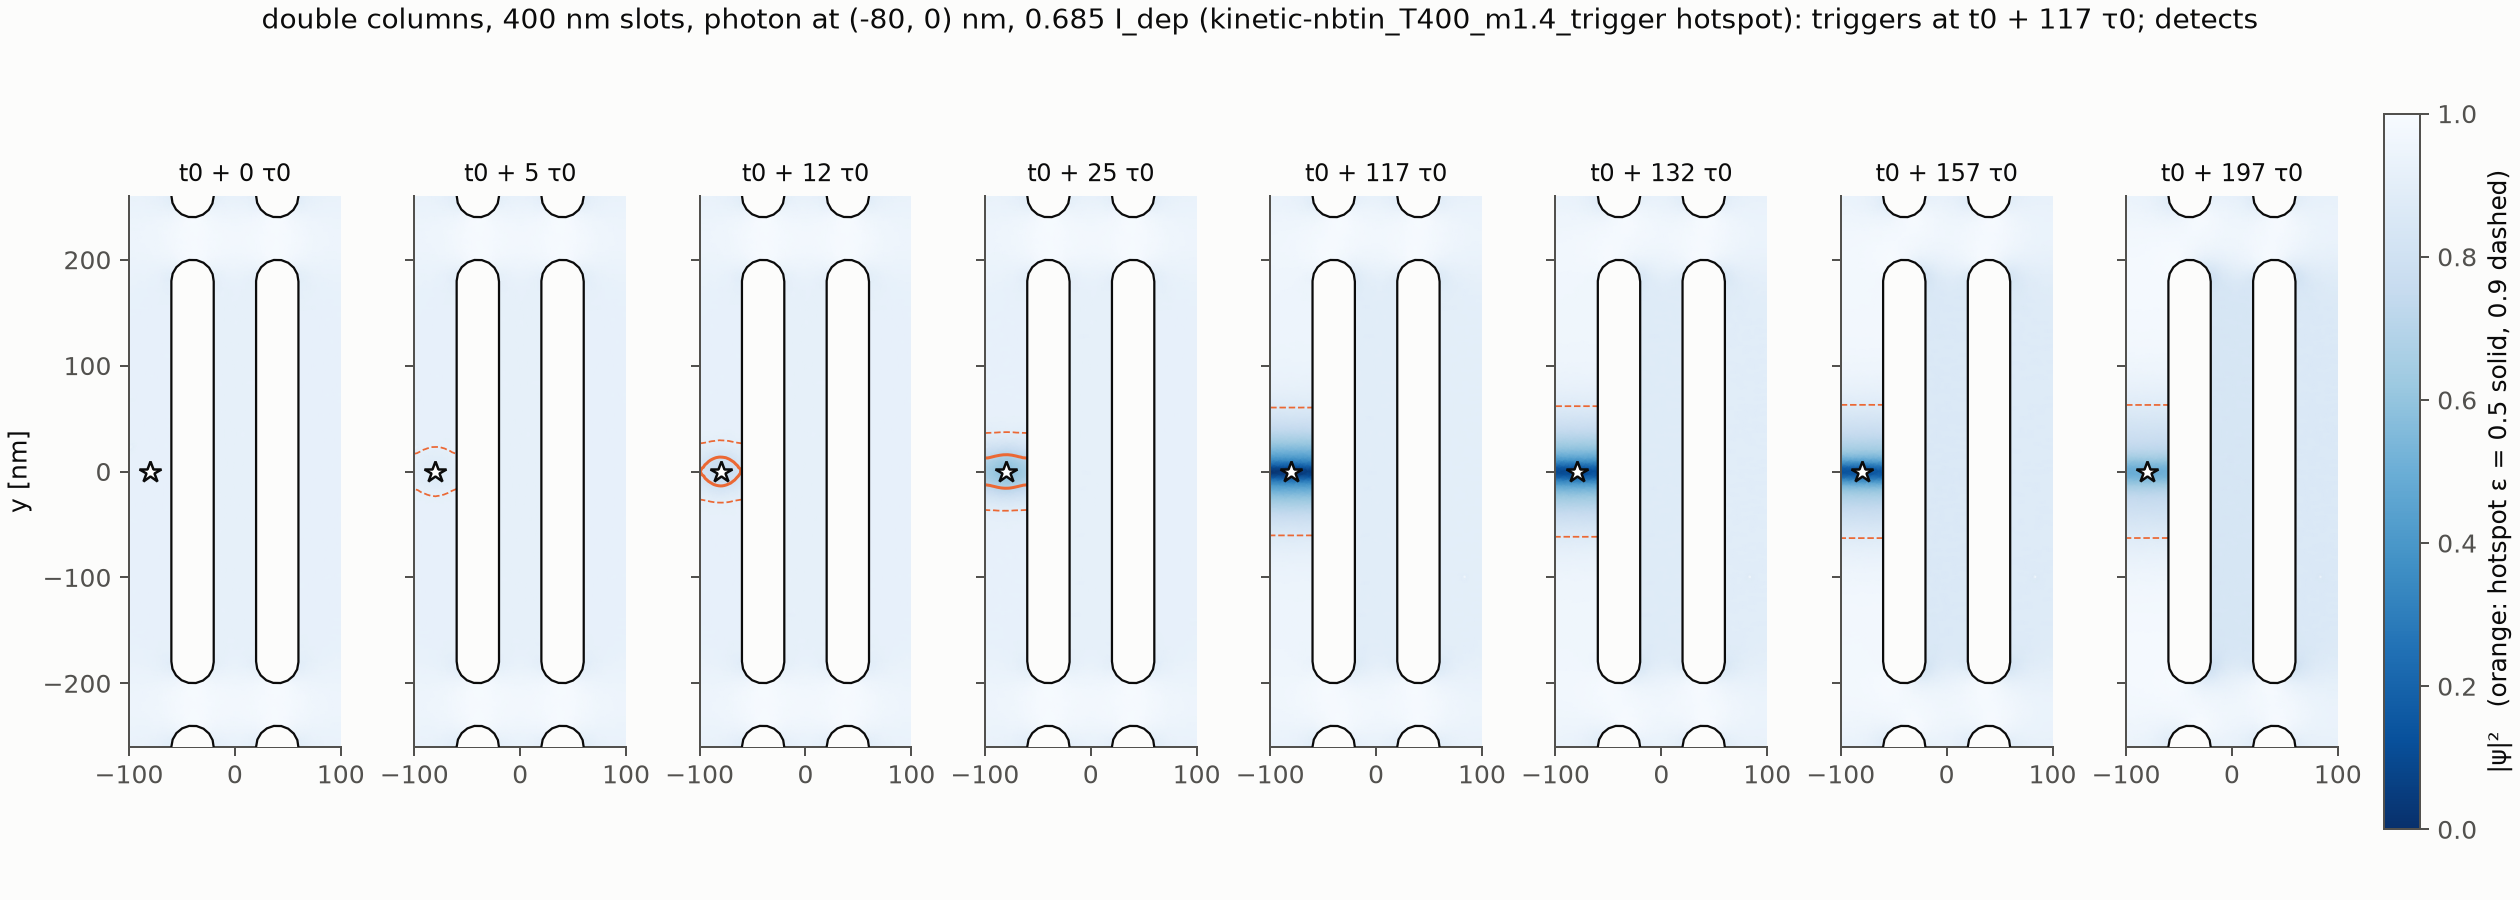 double columns, 400 nm slots, photon at (-80, 0) nm, 0.685 I_dep (kinetic-nbtin_T400_m1.4_trigger hotspot): triggers at t0 + 117 τ0; detects
t0 + 0 τ0
t0 + 5 τ0
t0 + 12 τ0
t0 + 25 τ0
t0 + 117 τ0
t0 + 132 τ0
t0 + 157 τ0
t0 + 197 τ0
y [nm]
200
100
0
−100
−200
−100 0 100
−100 0 100
−100 0 100
−100 0 100
−100 0 100
−100 0 100
−100 0 100
−100 0 100
1.0
0.8
0.6
0.4
0.2
0.0
|ψ|² (orange: hotspot ε = 0.5 solid, 0.9 dashed)